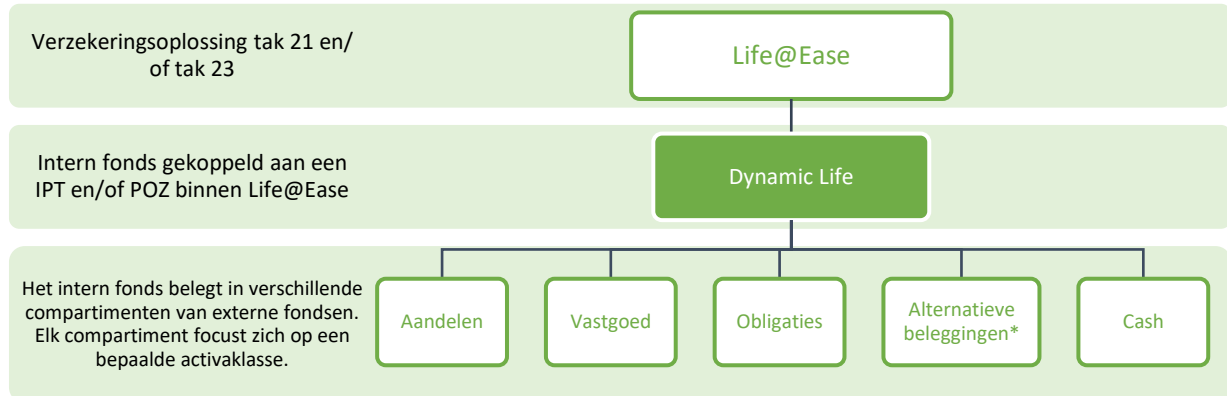 Verzekeringsoplossing tak 21 en/
of tak 23
Life@Ease
Intern fonds gekoppeld aan een
IPT en/of POZ binnen Life@Ease
Dynamic Life
Het intern fonds belegt in verschillende
compartimenten van externe fondsen.
Elk compartiment focust zich op een
bepaalde activaklasse.
Aandelen
Vastgoed
Obligaties
Alternatieve
beleggingen*
Cash